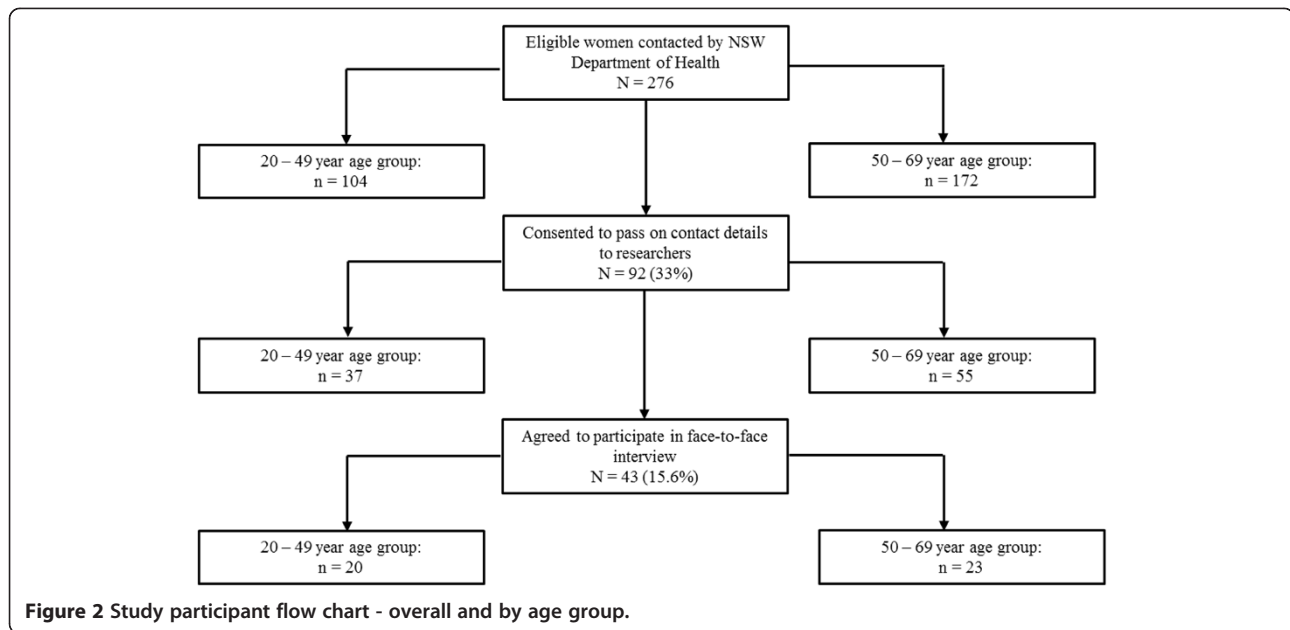 Eligible women contacted by NSW
Department of Health
N = 276
20 – 49 year age group:
n = 104
50 – 69 year age group:
n = 172
Consented to pass on contact details
to researchers
N = 92 (33%)
20 – 49 year age group:
n = 37
50 – 69 year age group:
n = 55
Agreed to participate in face-to-face
interview
N = 43 (15.6%)
20 – 49 year age group:
n = 20
50 – 69 year age group:
n = 23
Figure 2 Study participant flow chart - overall and by age group.